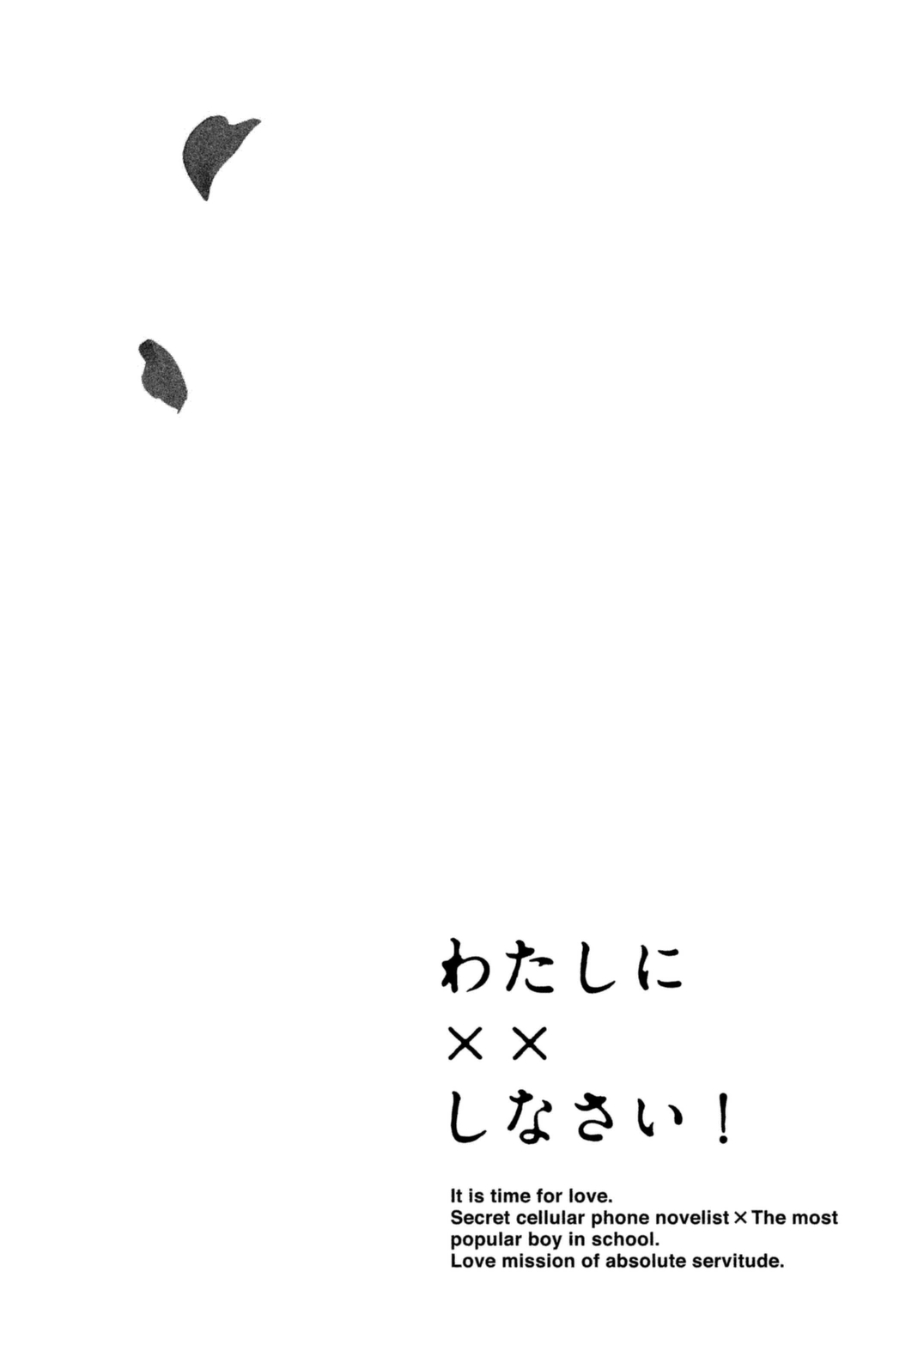 わたしに
××
しなさい！
It is time for love.
Secret cellular phone novelist×The most
popular boy in school.
Love mission of absolute servitude.